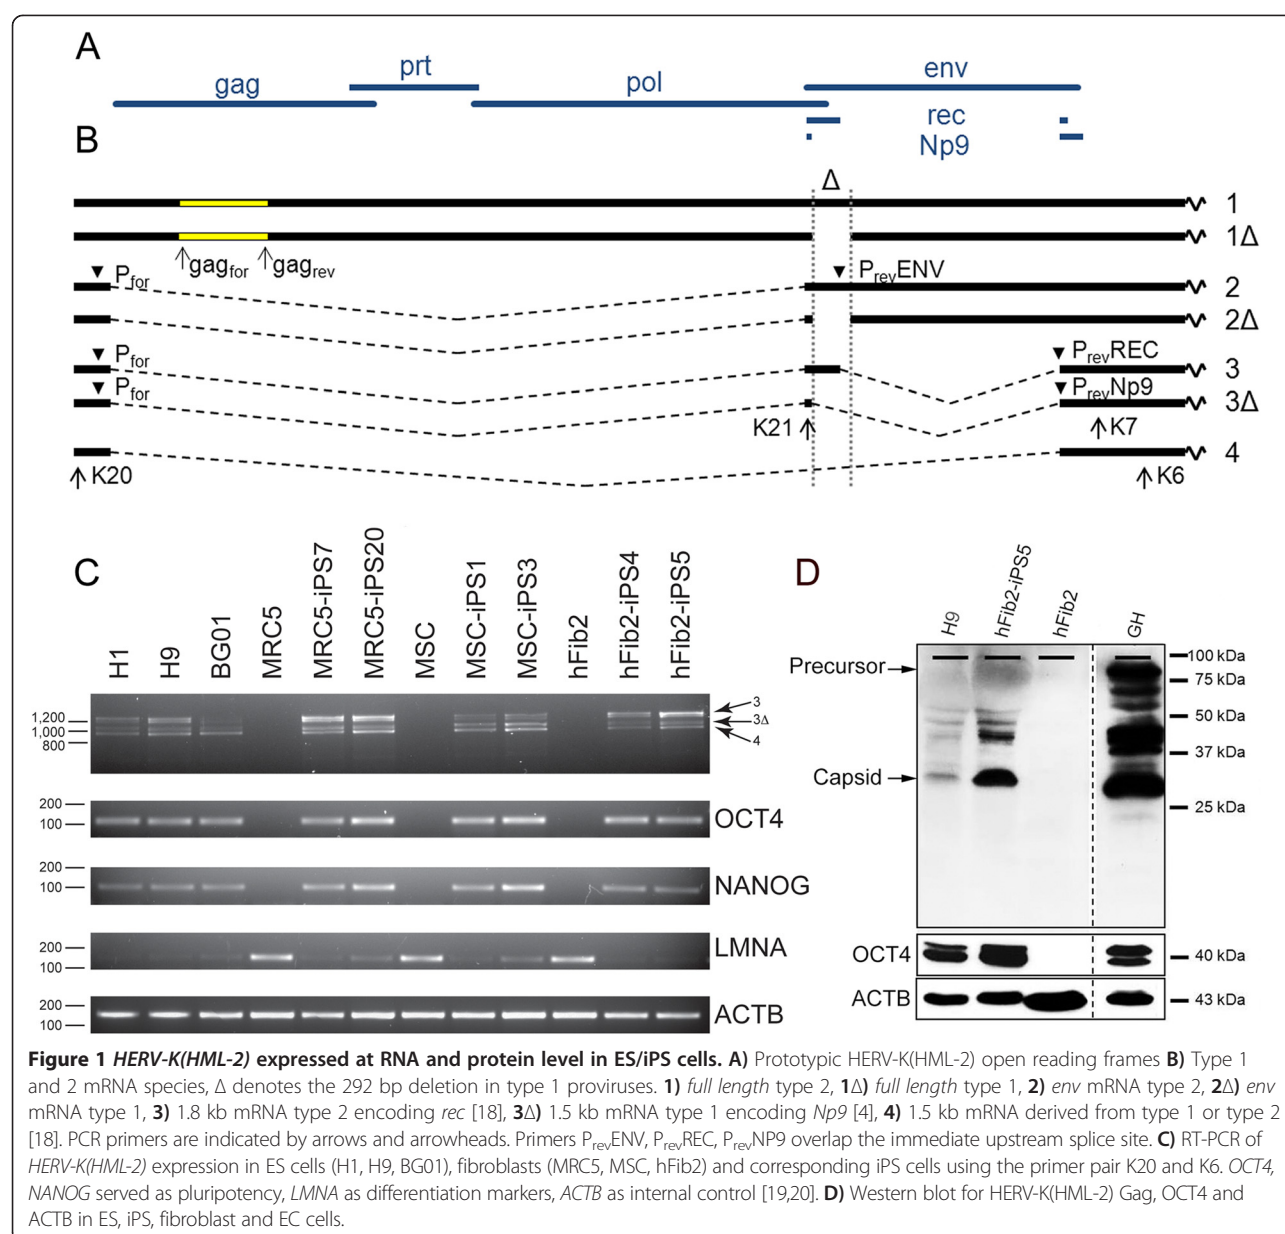 A
gag
prt
pol
env
rec
Np9
B
Δ
1
1Δ
gagfor
gagrev
Pfor
PrevENV
2
2Δ
Pfor
PrevREC
3
Pfor
PrevNp9
3Δ
K21
K7
4
K20
K6
C
H1
H9
BG01
MRC5
MRC5-iPS7
MRC5-iPS20
MSC
MSC-iPS1
MSC-iPS3
hFib2
hFib2-iPS4
hFib2-iPS5
1,200
1,000
800
3
3Δ
4
200
100
OCT4
200
100
NANOG
200
100
LMNA
200
100
ACTB
D
H9
hFib2-iPS5
hFib2
GH
Precursor
Capsid
100 kDa
75 kDa
50 kDa
37 kDa
25 kDa
OCT4
40 kDa
ACTB
43 kDa
Figure 1 HERV-K(HML-2) expressed at RNA and protein level in ES/iPS cells. A) Prototypic HERV-K(HML-2) open reading frames B) Type 1
and 2 mRNA species, Δ denotes the 292 bp deletion in type 1 proviruses. 1) full length type 2, 1Δ) full length type 1, 2) env mRNA type 2, 2Δ) env
mRNA type 1, 3) 1.8 kb mRNA type 2 encoding rec [18], 3Δ) 1.5 kb mRNA type 1 encoding Np9 [4], 4) 1.5 kb mRNA derived from type 1 or type 2
[18]. PCR primers are indicated by arrows and arrowheads. Primers PrevENV, PrevREC, PrevNP9 overlap the immediate upstream splice site. C) RT-PCR of
HERV-K(HML-2) expression in ES cells (H1, H9, BG01), fibroblasts (MRC5, MSC, hFib2) and corresponding iPS cells using the primer pair K20 and K6. OCT4,
NANOG served as pluripotency, LMNA as differentiation markers, ACTB as internal control [19,20]. D) Western blot for HERV-K(HML-2) Gag, OCT4 and
ACTB in ES, iPS, fibroblast and EC cells.